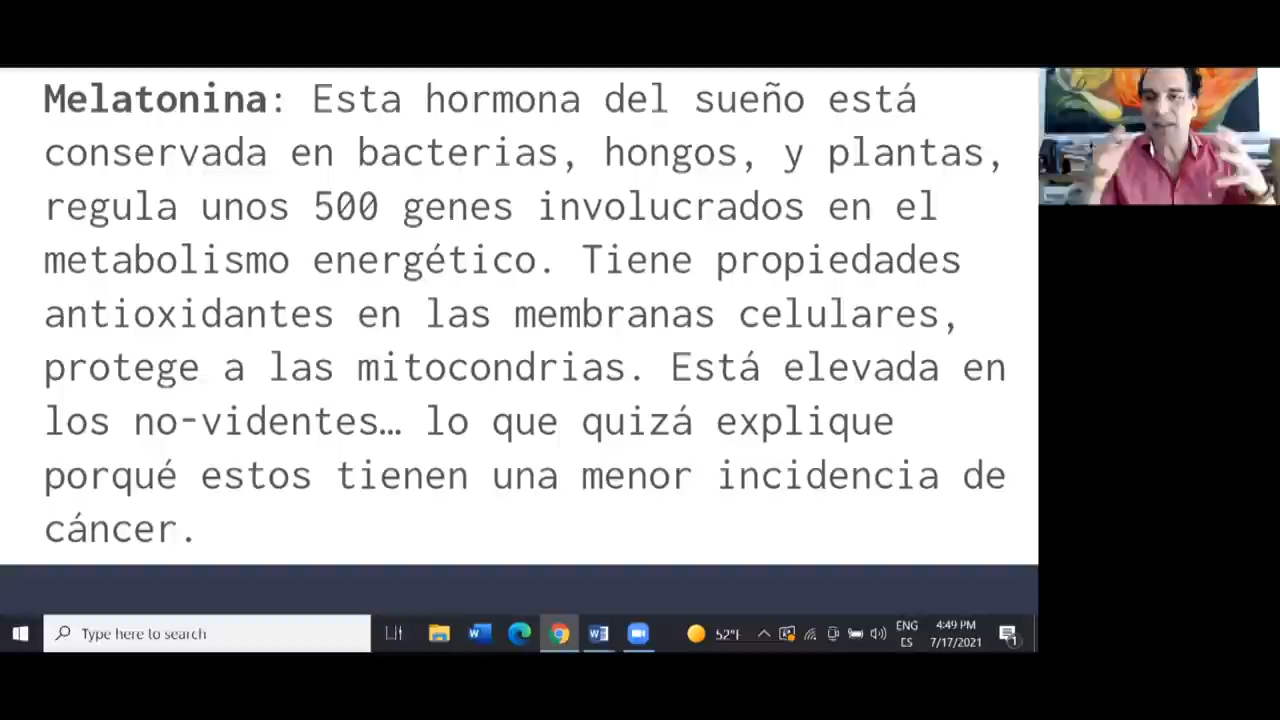 Melatonina: Esta hormona del sueño está
conservada en bacterias, hongos, y plantas,
regula unos 500 genes involucrados en el
metabolismo energético. Tiene propiedades
antioxidantes en las membranas celulares,
protege a las mitocondrias. Está elevada en
los no-videntes… lo que quizá explique
porqué estos tienen una menor incidencia de
cáncer.
Type here to search
52°F
ENG
ES
4:49 PM
7/17/2021
1